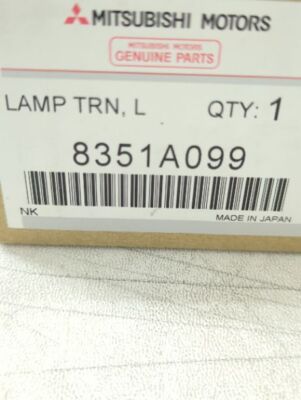 MITSUBISHI MOTORS
MITSUBISHI MOTORS
GENUINE PARTS
LAMP TRN, L QTY: 1
8351A099
NK MADE IN JAPAN